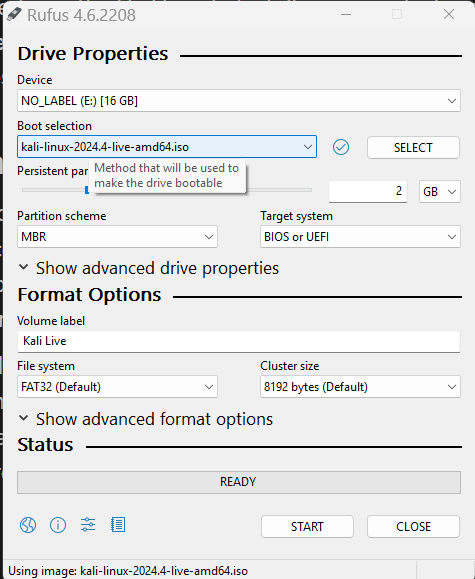 Rufus 4.6.2208
Drive Properties
Device
NO_LABEL (E:) [16 GB]
Boot selection
kali-linux-2024.4-live-amd64.iso
SELECT
Method that will be used to
make the drive bootable
Persistent par
2 GB
Partition scheme Target system
MBR BIOS or UEFI
Show advanced drive properties
Format Options
Volume label
Kali Live
File system Cluster size
FAT32 (Default) 8192 bytes (Default)
Show advanced format options
Status
READY
START CLOSE
Using image: kali-linux-2024.4-live-amd64.iso